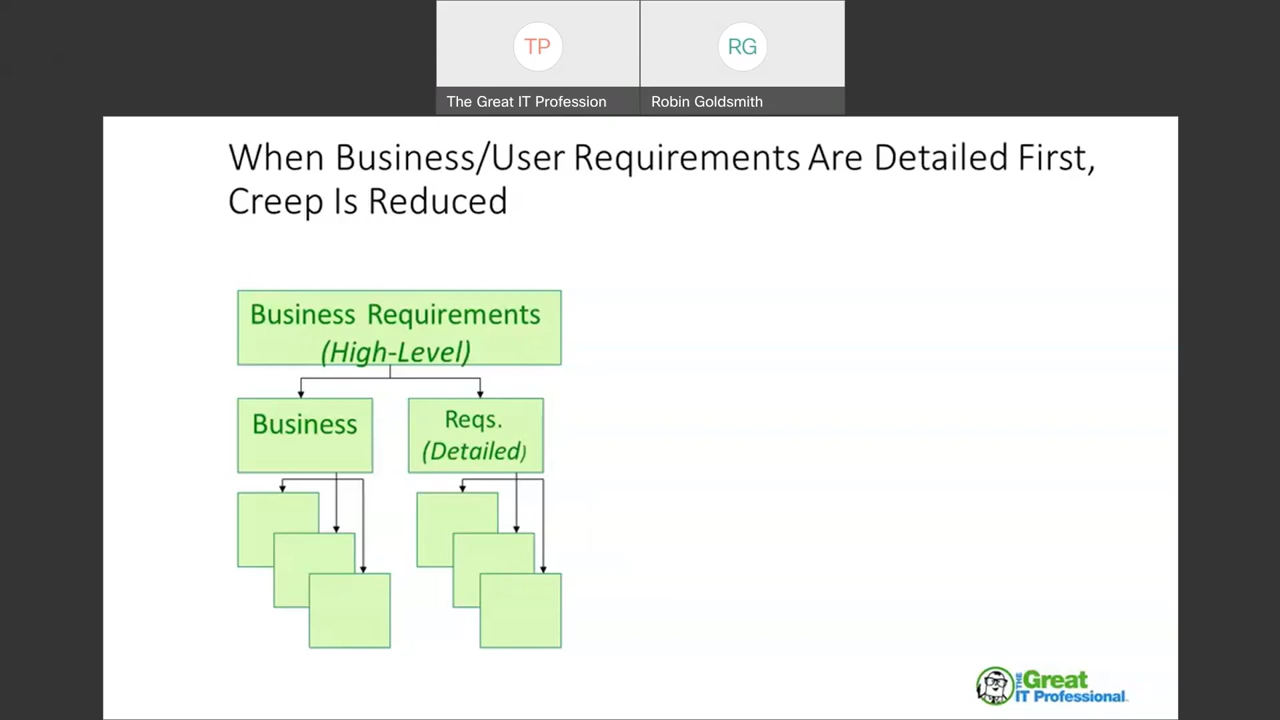 TP
RG
The Great IT Profession
Robin Goldsmith
When Business/User Requirements Are Detailed First,
Creep Is Reduced
Business Requirements
(High-Level)
Business
Reqs.
(Detailed)
THE Great
IT Professional